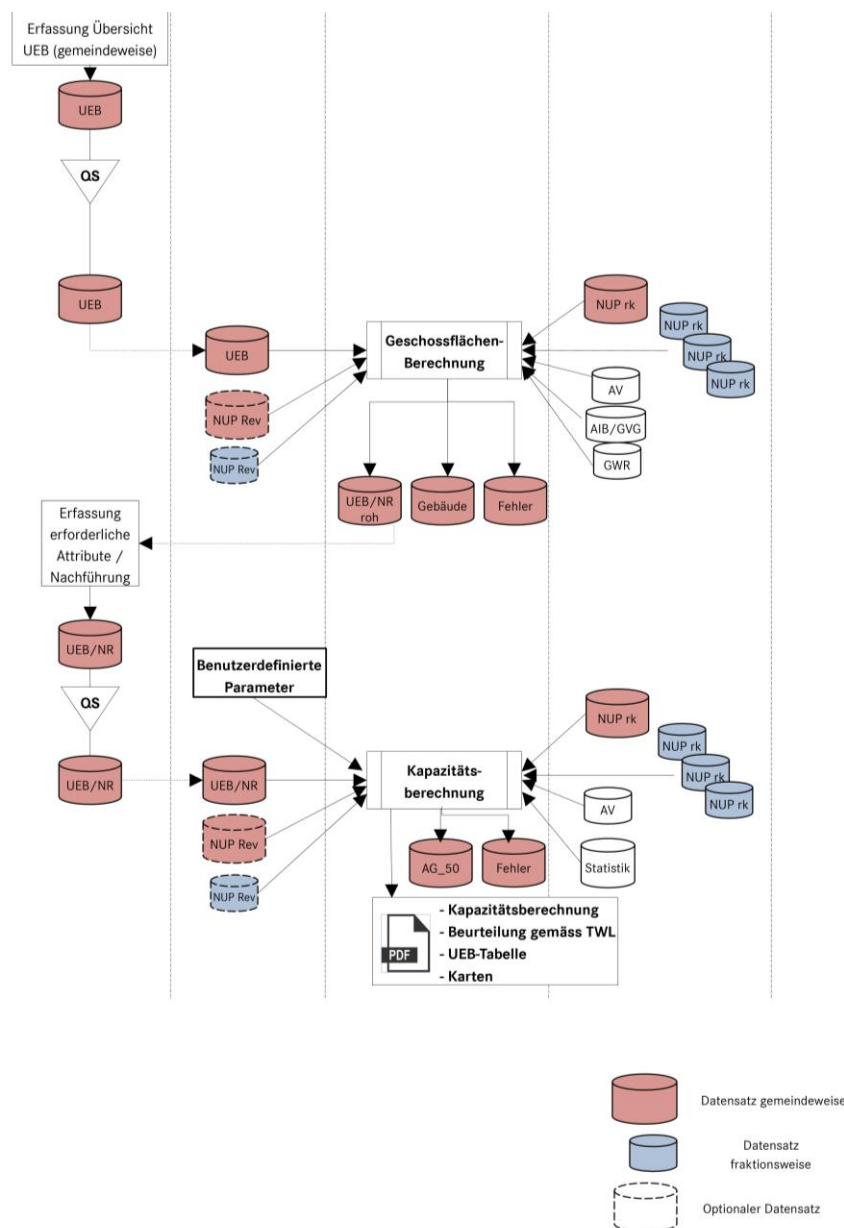 Erfassung Übersicht
UEB (gemeindeweise)
UEB
QS
UEB
UEB
NUP Rev
NUP Rev
Geschossflächen-
Berechnung
NUP rk
NUP rk
NUP rk
NUP rk
AV
AIB/GVG
GWR
UEB/NR
roh
Gebäude
Fehler
Erfassung
erforderliche
Attribute /
Nachführung
UEB/NR
QS
UEB/NR
Benutzerdefinierte
Parameter
UEB/NR
NUP Rev
NUP Rev
Kapazitäts-
berechnung
NUP rk
NUP rk
NUP rk
NUP rk
AV
Statistik
AG_50
Fehler
PDF
- Kapazitätsberechnung
- Beurteilung gemäss TWL
- UEB-Tabelle
- Karten
Datensatz gemeindeweise
Datensatz
fraktionsweise
Optionaler Datensatz